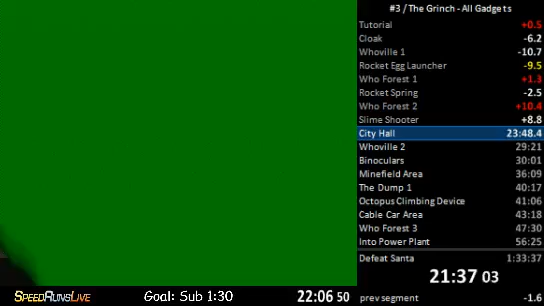 #3 / The Grinch - All Gadgets
Tutorial +0.5
Cloak -6.2
Whoville 1 -10.7
Rocket Egg Launcher -9.5
Who Forest 1 +1.3
Rocket Spring -2.5
Who Forest 2 +10.4
Slime Shooter +8.8
City Hall 23:48.4
Whoville 2 29:21
Binoculars 30:01
Minefield Area 36:09
The Dump 1 40:17
Octopus Climbing Device 41:06
Cable Car Area 43:18
Who Forest 3 47:30
Into Power Plant 56:25
Defeat Santa 1:33:37
21:37 03
prev segment -1.6
SPEEDRUNSLIVE Goal: Sub 1:30 22:06 50